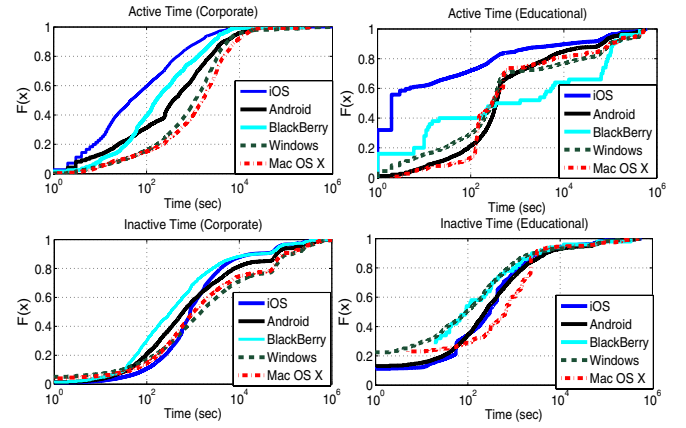 Active Time (Corporate)
F(x)
1
0.8
0.6
0.4
0.2
0
iOS
Android
BlackBerry
Windows
Mac OS X
10^0
10^2
10^4
10^6
Time (sec)
Active Time (Educational)
F(x)
1
0.8
0.6
0.4
0.2
0
iOS
Android
BlackBerry
Windows
Mac OS X
10^0
10^2
10^4
10^6
Time (sec)
Inactive Time (Corporate)
F(x)
1
0.8
0.6
0.4
0.2
0
iOS
Android
BlackBerry
Windows
Mac OS X
10^0
10^2
10^4
10^6
Time (sec)
Inactive Time (Educational)
F(x)
1
0.8
0.6
0.4
0.2
0
iOS
Android
BlackBerry
Windows
Mac OS X
10^0
10^2
10^4
10^6
Time (sec)